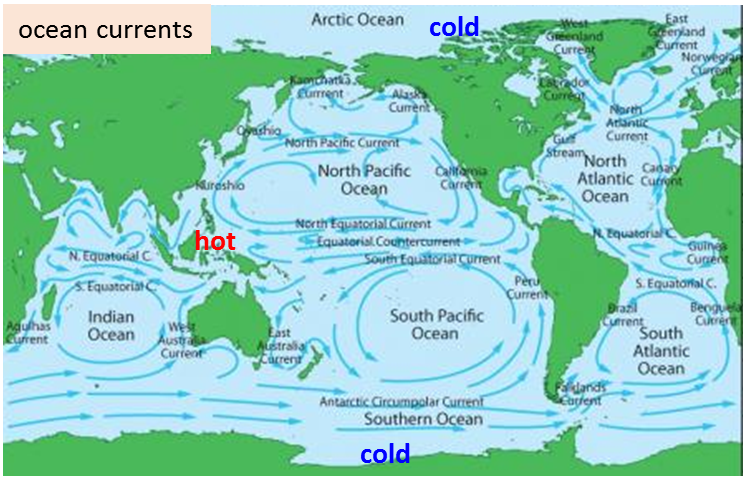 ocean currents
Arctic Ocean
cold
West
Greenland
Current
East
Greenland
Current
Norwegian
Current
Kamchatka
Currrent
Alaska
Current
Labrador
Current
North
Atlantic
Current
Oyashio
North Pacific Current
Gulf
Stream
North Pacific
Ocean
California
Current
North
Atlantic
Ocean
Canary
Current
Kuroshio
North Equatorial Current
hot
Equatorial Countercurrent
N. Equatorial C.
N. Equatorial C.
South Equatorial Current
Guinea
Current
S. Equatorial C.
Peru
Current
S. Equatorial C.
Indian
Ocean
South Pacific
Ocean
Brazil
Current
Benguela
Current
Agulhas
Current
West
Australia
Current
East
Australia
Current
South
Atlantic
Ocean
Falklands
Current
Antarctic Circumpolar Current
Southern Ocean
cold